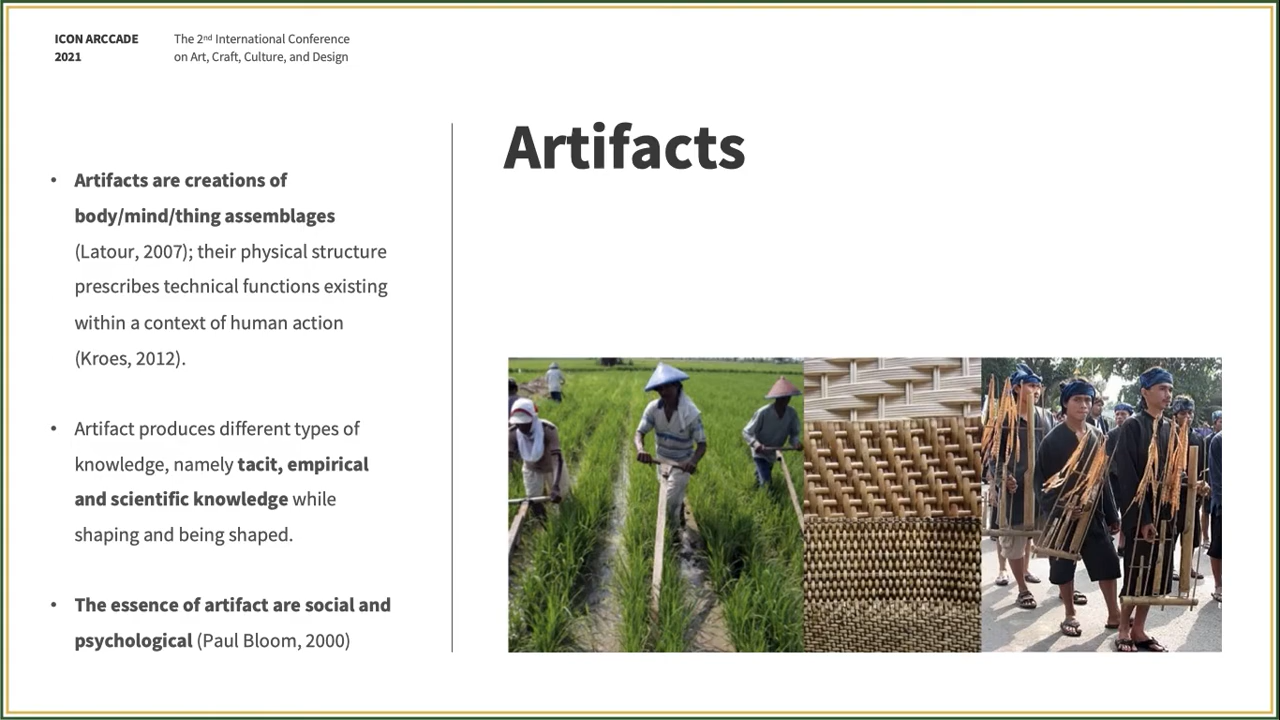 ICON ARCCADE
2021
The 2nd International Conference
on Art, Craft, Culture, and Design
Artifacts
• Artifacts are creations of
body/mind/thing assemblages
(Latour, 2007); their physical structure
prescribes technical functions existing
within a context of human action
(Kroes, 2012).
• Artifact produces different types of
knowledge, namely tacit, empirical
and scientific knowledge while
shaping and being shaped.
• The essence of artifact are social and
psychological (Paul Bloom, 2000)